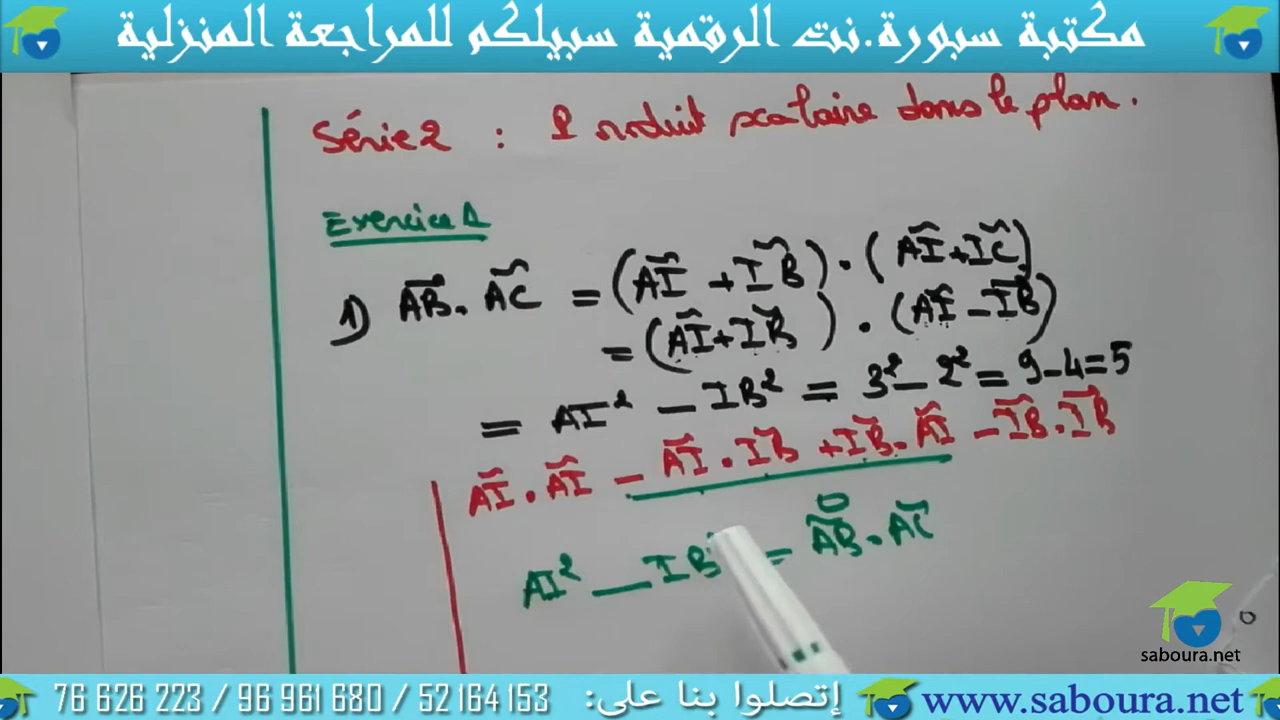 مكتبة سبورة.نت الرقمية سبيلكم للمراجعة المنزلية
Série 2 : Produit scalaire dans le plan.
Exercice 1
1) AB⃗ . AC⃗ = (AI⃗ + IB⃗) . (AI⃗ + IC⃗)
= (AI⃗ + IB⃗) . (AI⃗ - IB⃗)
= AI² - IB² = 3² - 2² = 9 - 4 = 5
AI⃗ . AI⃗ - AI⃗ . IB⃗ + IB⃗ . AI⃗ - IB⃗ . IB⃗
0
AI² - IB² = AB⃗ . AC⃗
saboura.net
76 626 223 / 96 961 680 / 52 164 153 إتصلوا بنا على: www.saboura.net